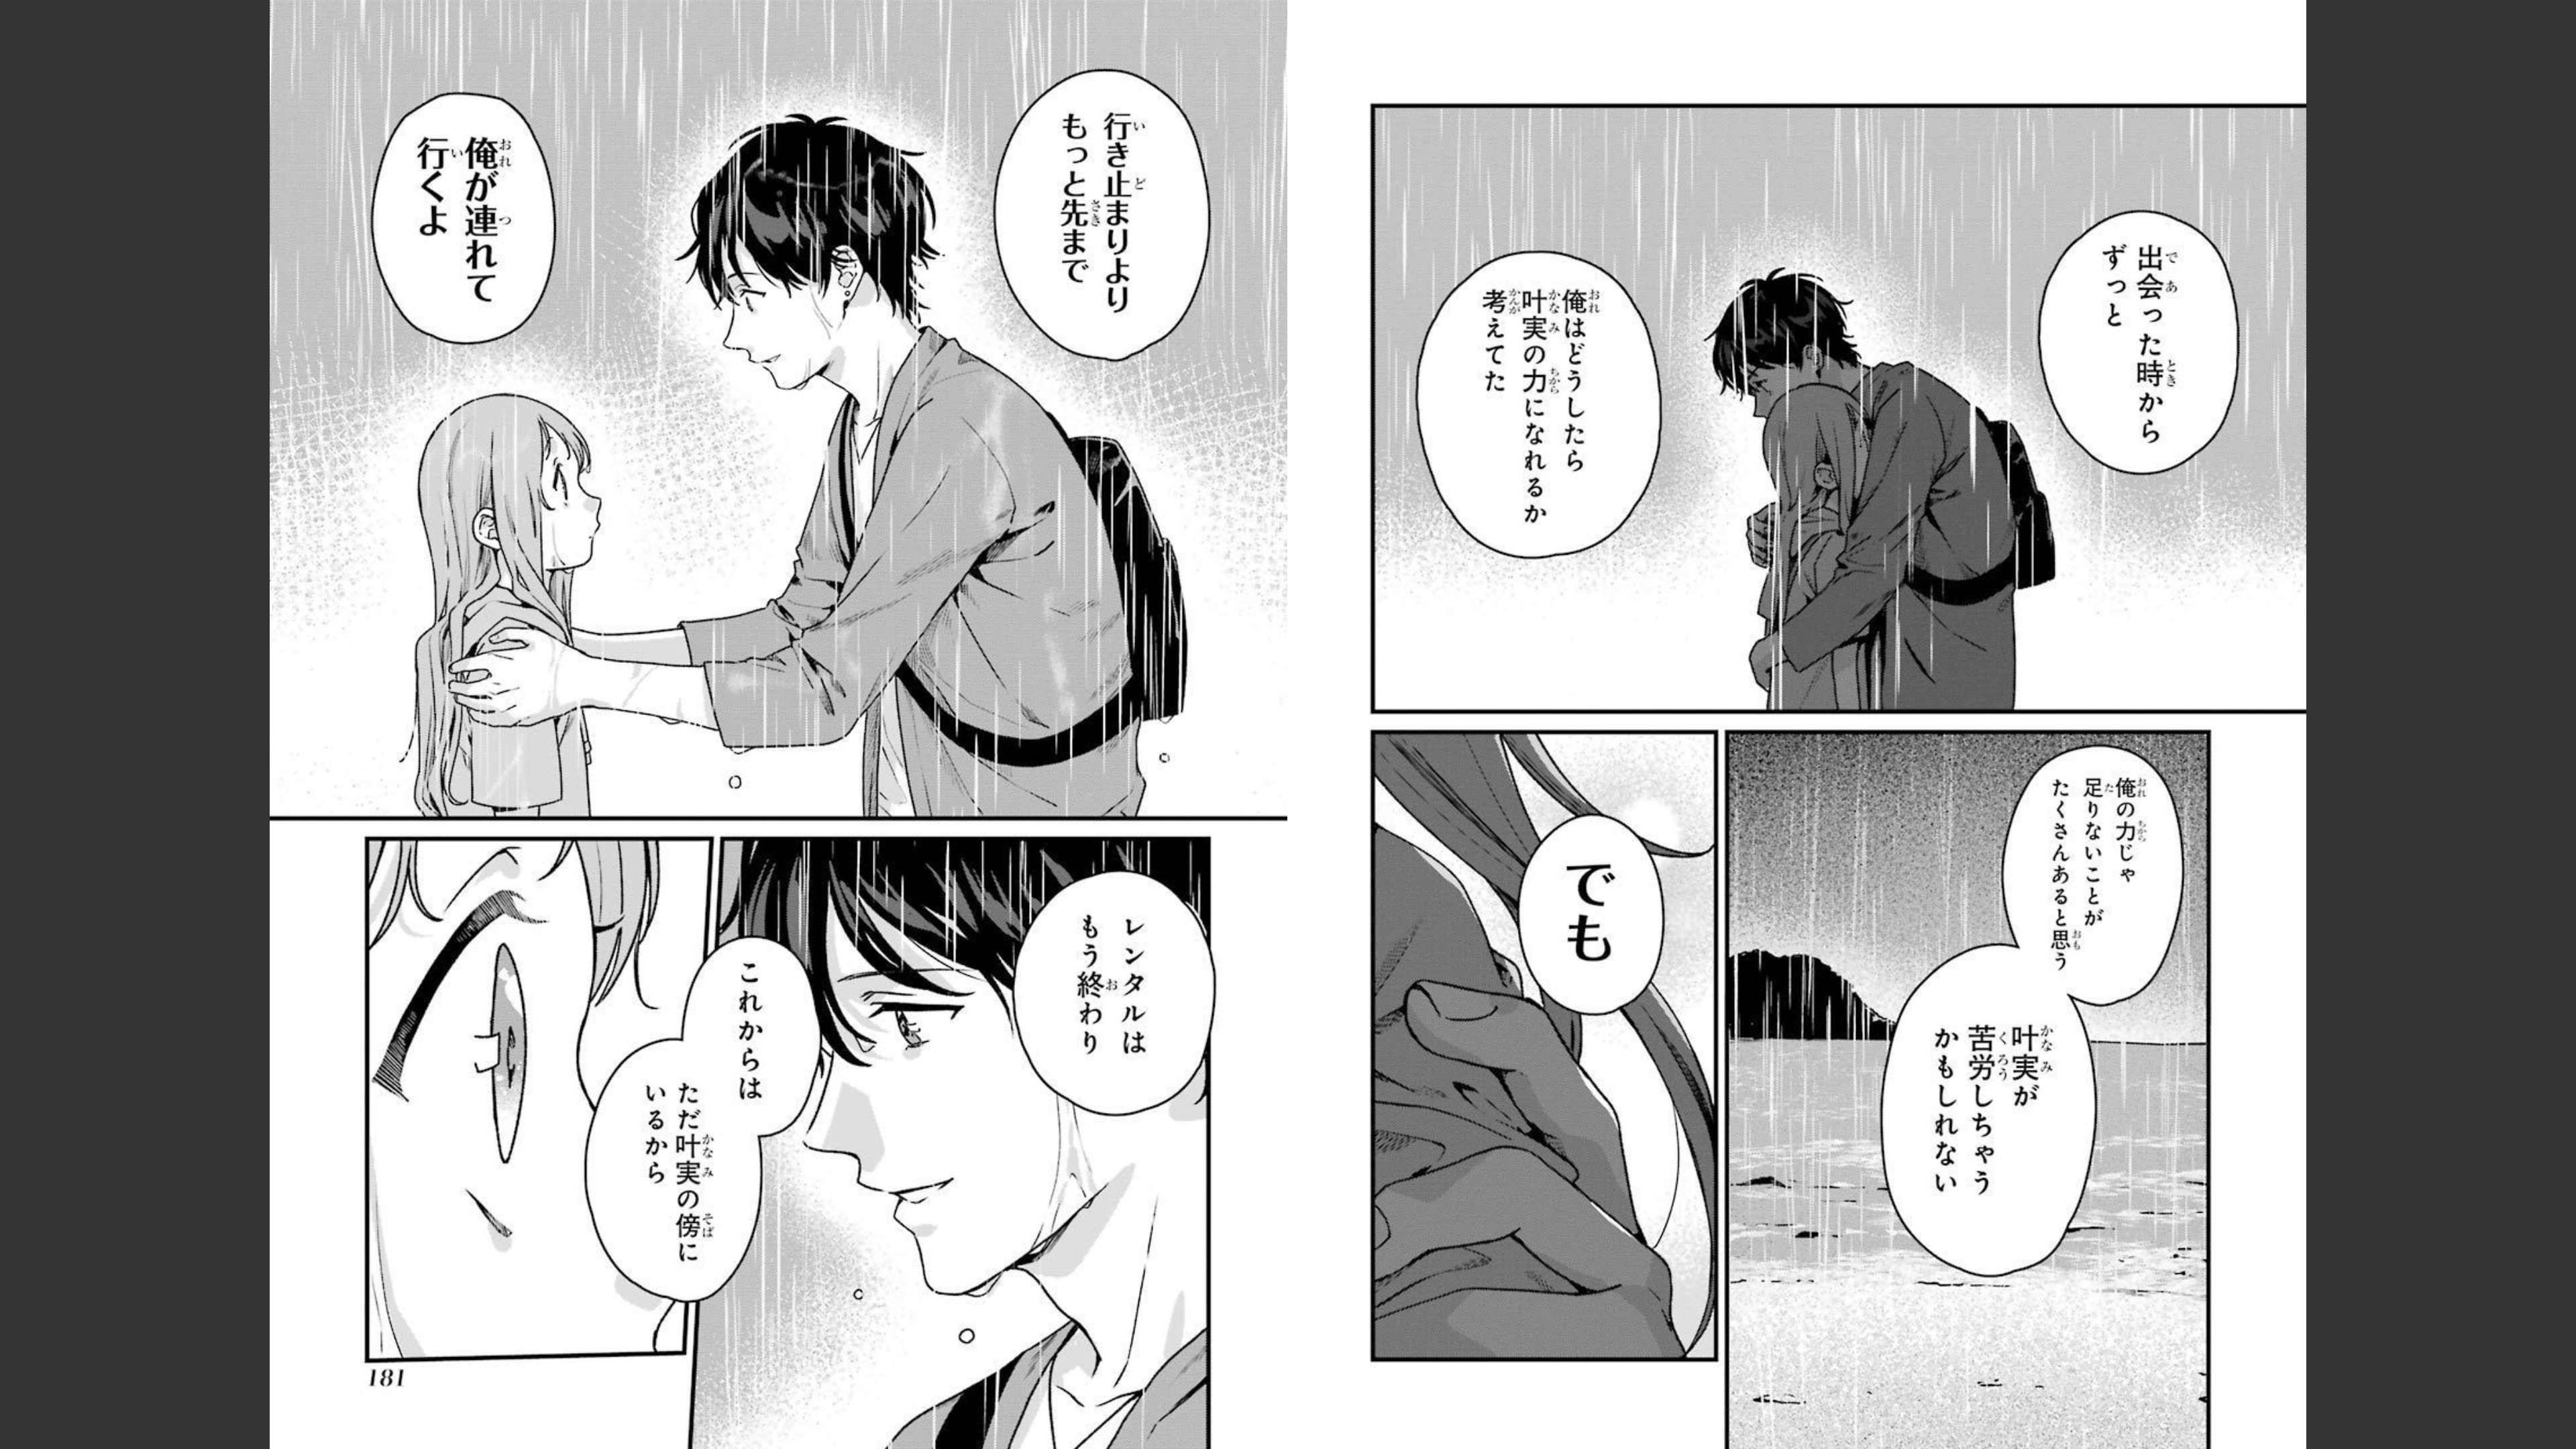 出会った時から
ずっと
俺はどうしたら
叶実の力になれるか
考えてた
俺の力じゃ
足りないことが
たくさんあると思う
叶実が
苦労しちゃう
かもしれない
でも
行き止まりより
もっと先まで
俺が連れて
行くよ
レンタルは
もう終わり
これからは
ただ叶実の傍に
いるから
181